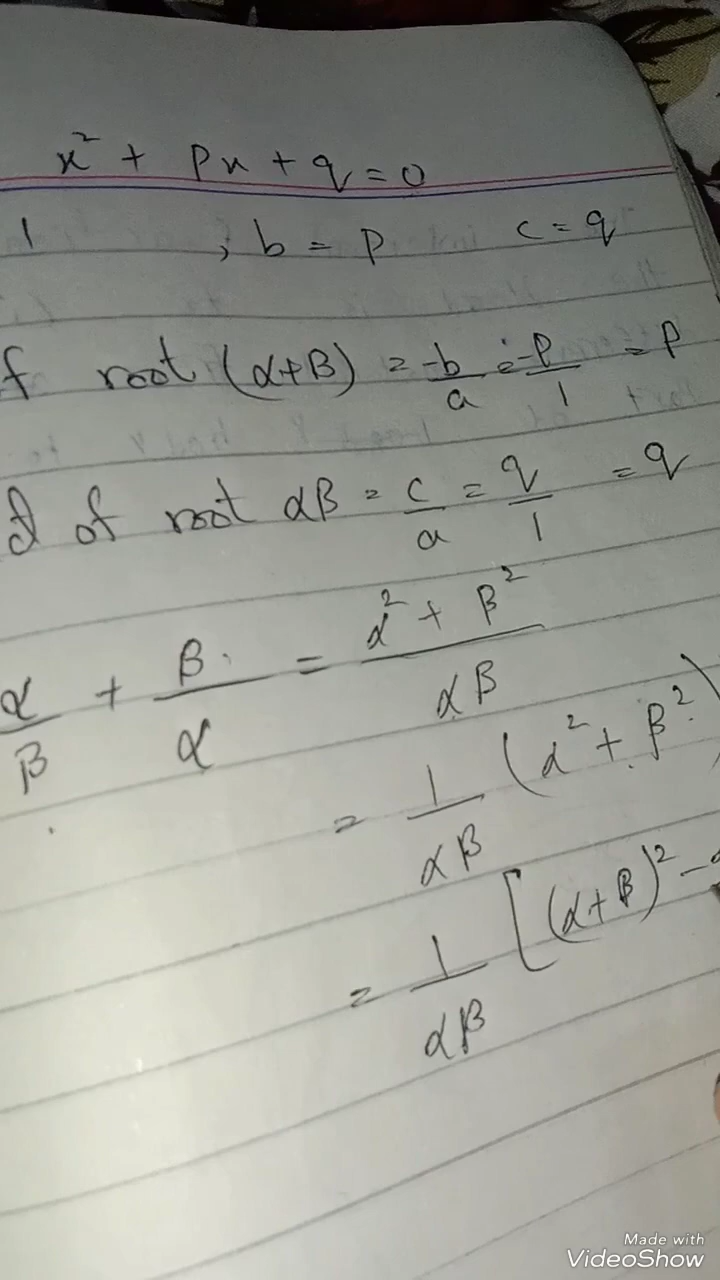 x² + px + q = 0
1 , b = p c = q
f root (α+β) = -b/a = -p/1 = p
d of root αβ = c/a = q/1 = q
α/β + β/α = α² + β²/αβ
= 1/αβ (α² + β²)
= 1/αβ [(α+β)² -
Made with
VideoShow